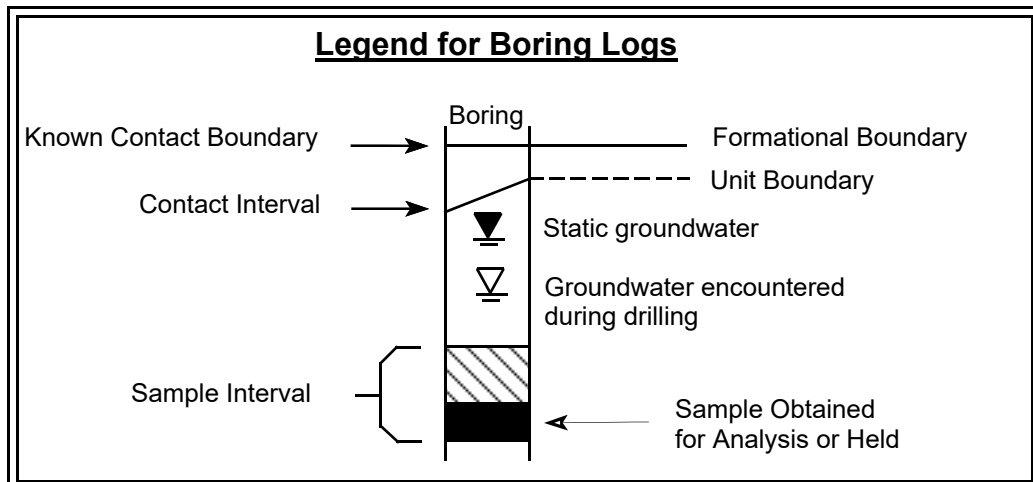 Legend for Boring Logs
Boring
Known Contact Boundary
Formational Boundary
Unit Boundary
Contact Interval
Static groundwater
Groundwater encountered
during drilling
Sample Interval
Sample Obtained
for Analysis or Held